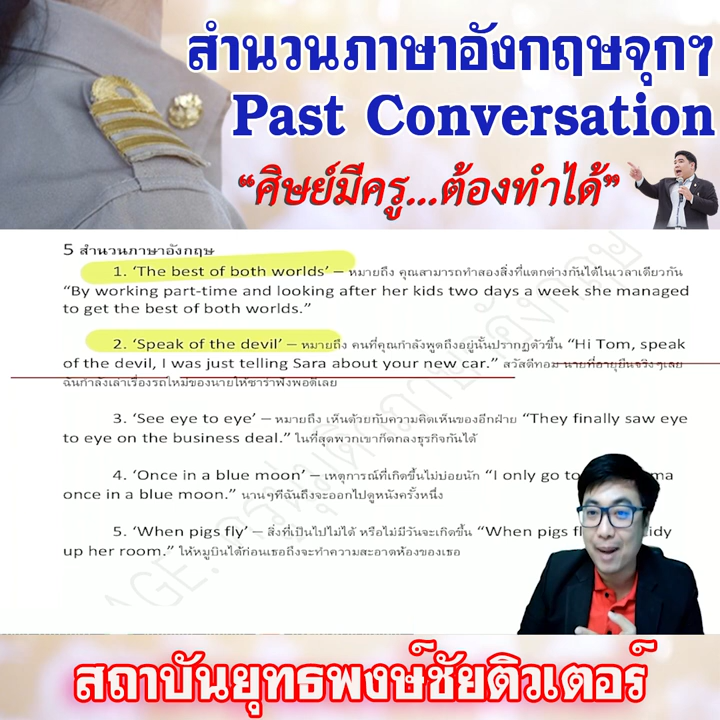 สำนวนภาษาอังกฤษจุกๆ
Past Conversation
“ศิษย์มีครู...ต้องทำได้”
5 สำนวนภาษาอังกฤษ
1. ‘The best of both worlds’ – หมายถึง คุณสามารถทำสองสิ่งที่แตกต่างกันได้ในเวลาเดียวกัน
“By working part-time and looking after her kids two days a week she managed
to get the best of both worlds.”
2. ‘Speak of the devil’ – หมายถึง คนที่คุณกำลังพูดถึงอยู่นั้นปรากฏตัวขึ้น “Hi Tom, speak
of the devil, I was just telling Sara about your new car.” สวัสดีทอม นายที่อายุยืนจริงๆเลย
ฉันกำลังเล่าเรื่องรถใหม่ของนายให้ซาร่าฟังพอดีเลย
3. ‘See eye to eye’ – หมายถึง เห็นด้วยกับความคิดเห็นของอีกฝ่าย “They finally saw eye
to eye on the business deal.” ในที่สุดพวกเขาก็ตกลงธุรกิจกันได้
4. ‘Once in a blue moon’ – เหตุการณ์ที่เกิดขึ้นไม่บ่อยนัก “I only go to
once in a blue moon.” นานๆทีฉันถึงจะออกไปดูหนังครั้งหนึ่ง
5. ‘When pigs fly’ – สิ่งที่เป็นไปไม่ได้ หรือไม่มีวันจะเกิดขึ้น “When pigs
up her room.” ให้หมูบินได้ก่อนเธอถึงจะทำความสะอาดห้องของเธอ
สถาบันยุทธพงษ์ชัยติวเตอร์